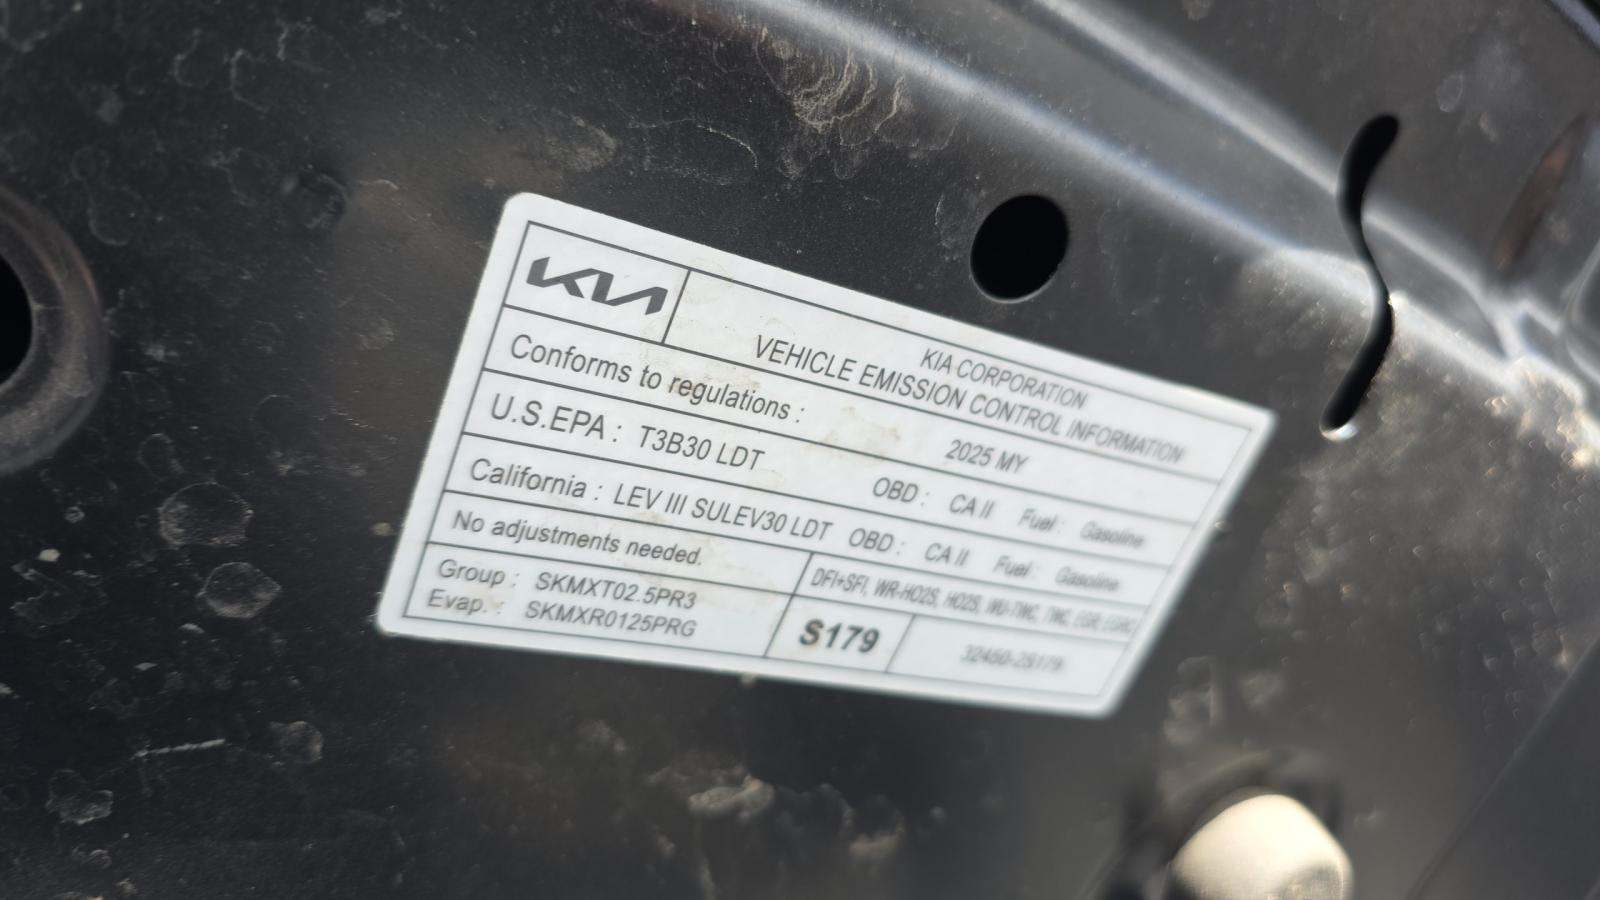 KIA
KIA CORPORATION
VEHICLE EMISSION CONTROL INFORMATION
Conforms to regulations : 2025 MY
U.S.EPA : T3B30 LDT OBD : CA II Fuel : Gasoline
California : LEV III SULEV30 LDT OBD : CA II Fuel : Gasoline
No adjustments needed. DFI+SFI, WR-HO2S, HO2S, WU-TWC, TWC, EGR,
Group : SKMXT02.5PR3
Evap. : SKMXR0125PRG
S179
32450-2S179